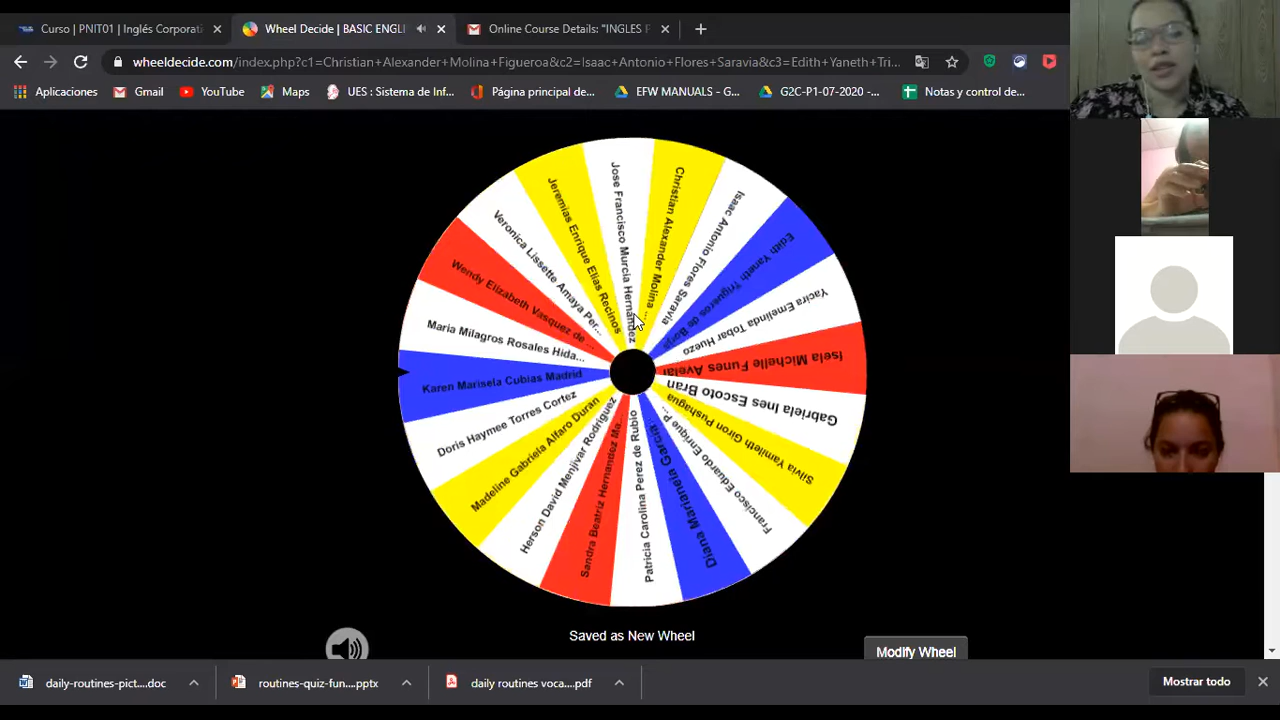 Curso | PNIT01 | Inglés Corporati
Wheel Decide | BASIC ENGLI
Online Course Details: "INGLES F
wheeldecide.com/index.php?c1=Christian+Alexander+Molina+Figueroa&c2=Isaac+Antonio+Flores+Saravia&c3=Edith+Yaneth+Tri...
Aplicaciones
Gmail
YouTube
Maps
UES : Sistema de Inf...
Página principal de...
EFW MANUALS - G...
G2C-P1-07-2020 -...
Notas y control de...
Jose Francisco Murcia Hernandez
Christian Alexander Molina ...
Isaac Antonio Flores Saravia
Edith Yaneth Trigueros de Borja
Yacira Emelinda Tobar Huezo
Isela Michelle Funes Avelar
Gabriela Ines Escoto Bran
Silvia Yamileth Giron Pushagua
Francisco Eduardo Enrique P...
Diana Marianela Garcia...
Patricia Carolina Perez de Rubio
Sandra Beatriz Hernandez Ma...
Herson David Menjivar Rodriguez
Madeline Gabriela Alfaro Duran
Doris Haymee Torres Cortez
Karen Marisela Cubias Madrid
Maria Milagros Rosales Hida...
Wendy Elizabeth Vasquez de ...
Veronica Lissette Amaya Per...
Jeremias Enrique Elias Recinos
Saved as New Wheel
Modify Wheel
daily-routines-pict....doc
routines-quiz-fun....pptx
daily routines voca....pdf
Mostrar todo